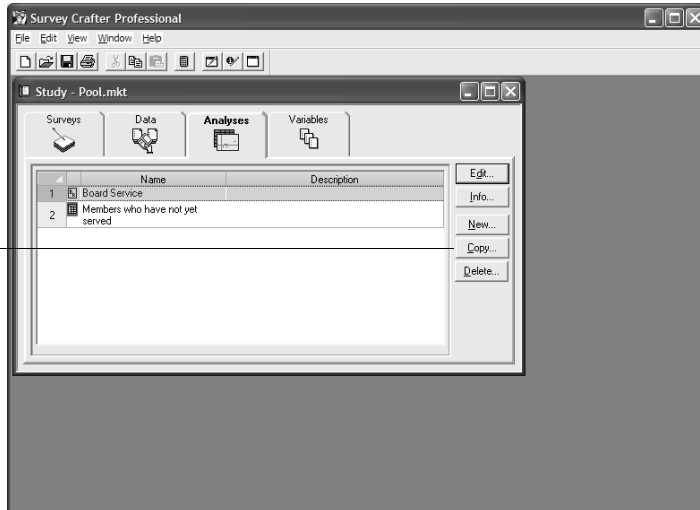 Survey Crafter Professional
File Edit View Window Help
Study - Pool.mkt
Surveys Data Analyses Variables
Name Description
1 Board Service
2 Members who have not yet
served
Edit...
Info...
New...
Copy...
Delete...